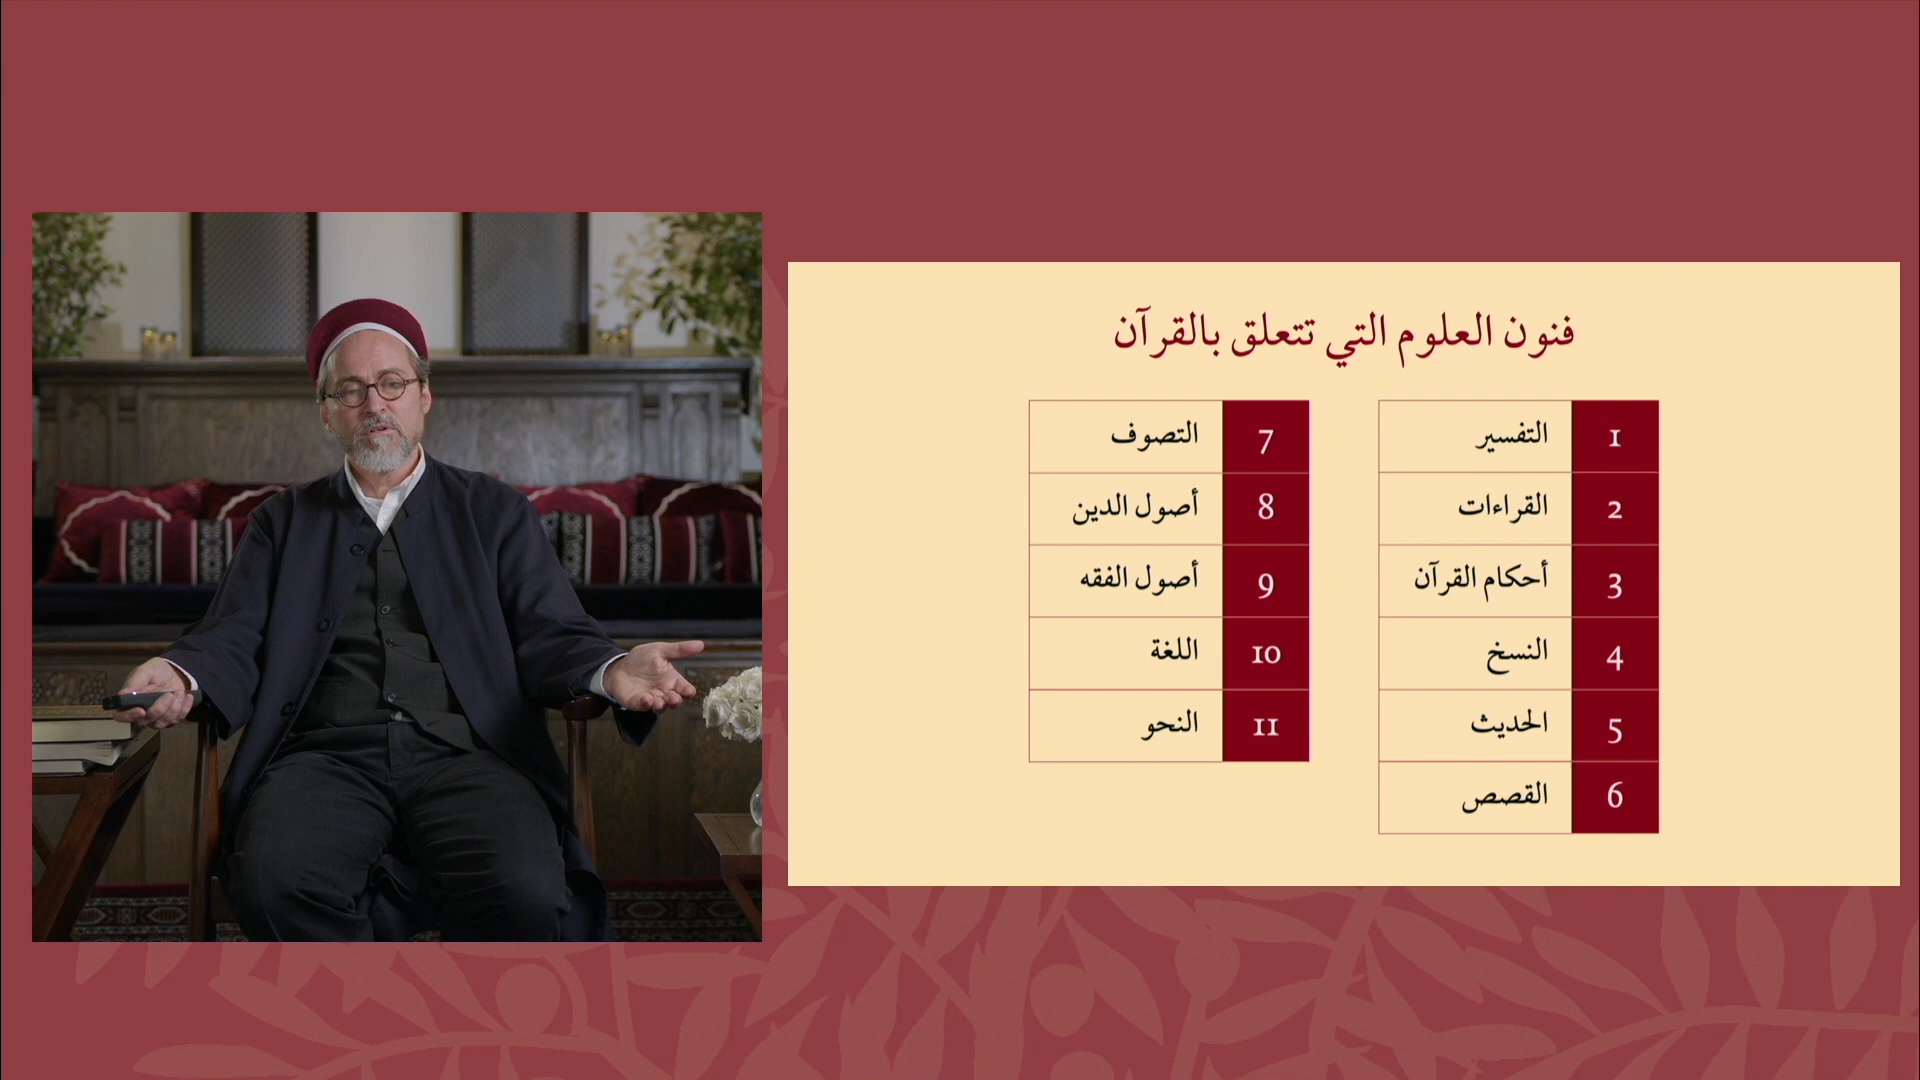 فنون العلوم التي تتعلق بالقرآن
1 التفسير
2 القراءات
3 أحكام القرآن
4 النسخ
5 الحديث
6 القصص
7 التصوف
8 أصول الدين
9 أصول الفقه
10 اللغة
11 النحو